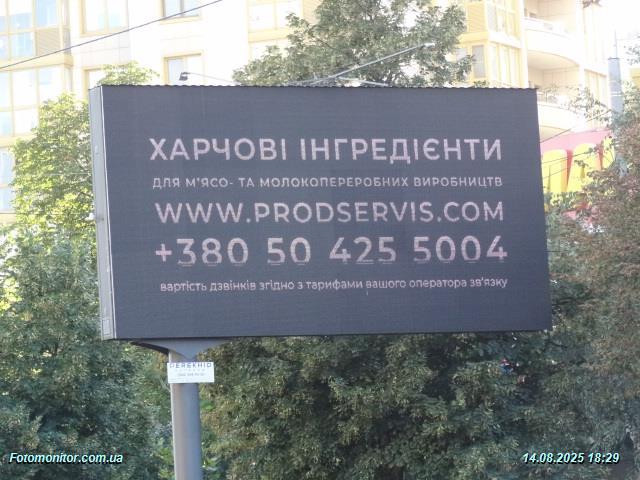 ХАРЧОВІ ІНГРЕДІЄНТИ
ДЛЯ М'ЯСО- ТА МОЛОКОПЕРЕРОБНИХ ВИРОБНИЦТВ
WWW.PRODSERVIS.COM
+380 50 425 5004
вартість дзвінків згідно з тарифами вашого оператора зв'язку
PEREKHID
Fotomonitor.com.ua
14.08.2025 18:29